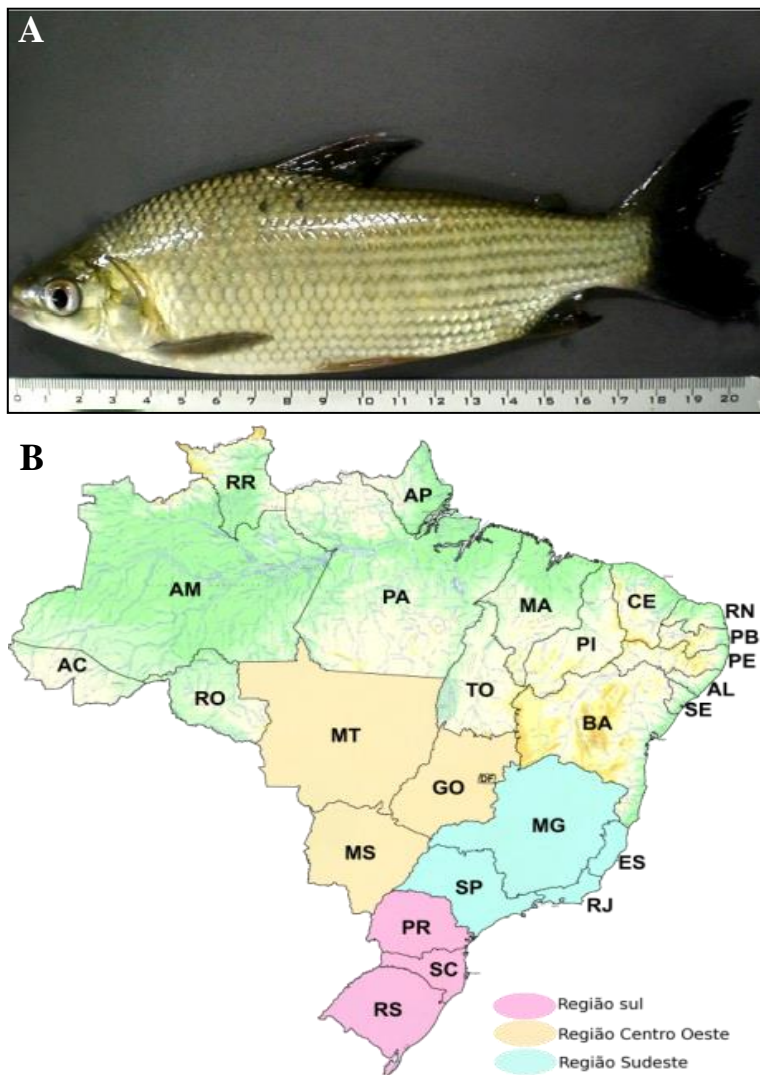 A
0 1 2 3 4 5 6 7 8 9 10 11 12 13 14 15 16 17 18 19 20
B
RR
AP
AM
PA
MA
CE
RN
PB
PE
PI
AC
RO
TO
AL
SE
MT
BA
GO
DF
MG
MS
ES
SP
RJ
PR
SC
RS
Região sul
Região Centro Oeste
Região Sudeste